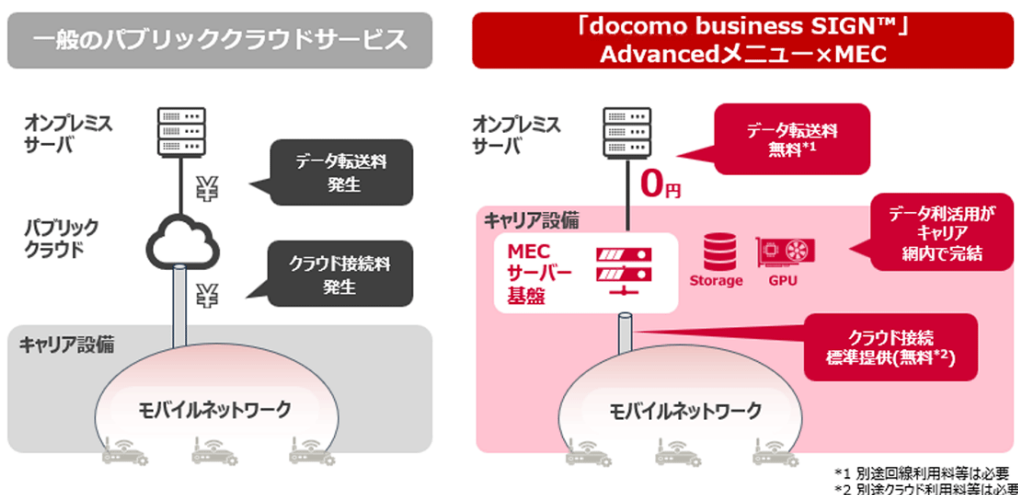 一般のパブリッククラウドサービス
オンプレミス
サーバ
データ転送料
発生
¥
パブリック
クラウド
クラウド接続料
発生
¥
キャリア設備
モバイルネットワーク
「docomo business SIGN™」
Advancedメニュー×MEC
オンプレミス
サーバ
データ転送料
無料*1
0円
キャリア設備
データ利活用が
キャリア
網内で完結
MEC
サーバー
基盤
Storage
GPU
クラウド接続
標準提供(無料*2)
モバイルネットワーク
*1 別途回線利用料等は必要
*2 別途クラウド利用料等は必要